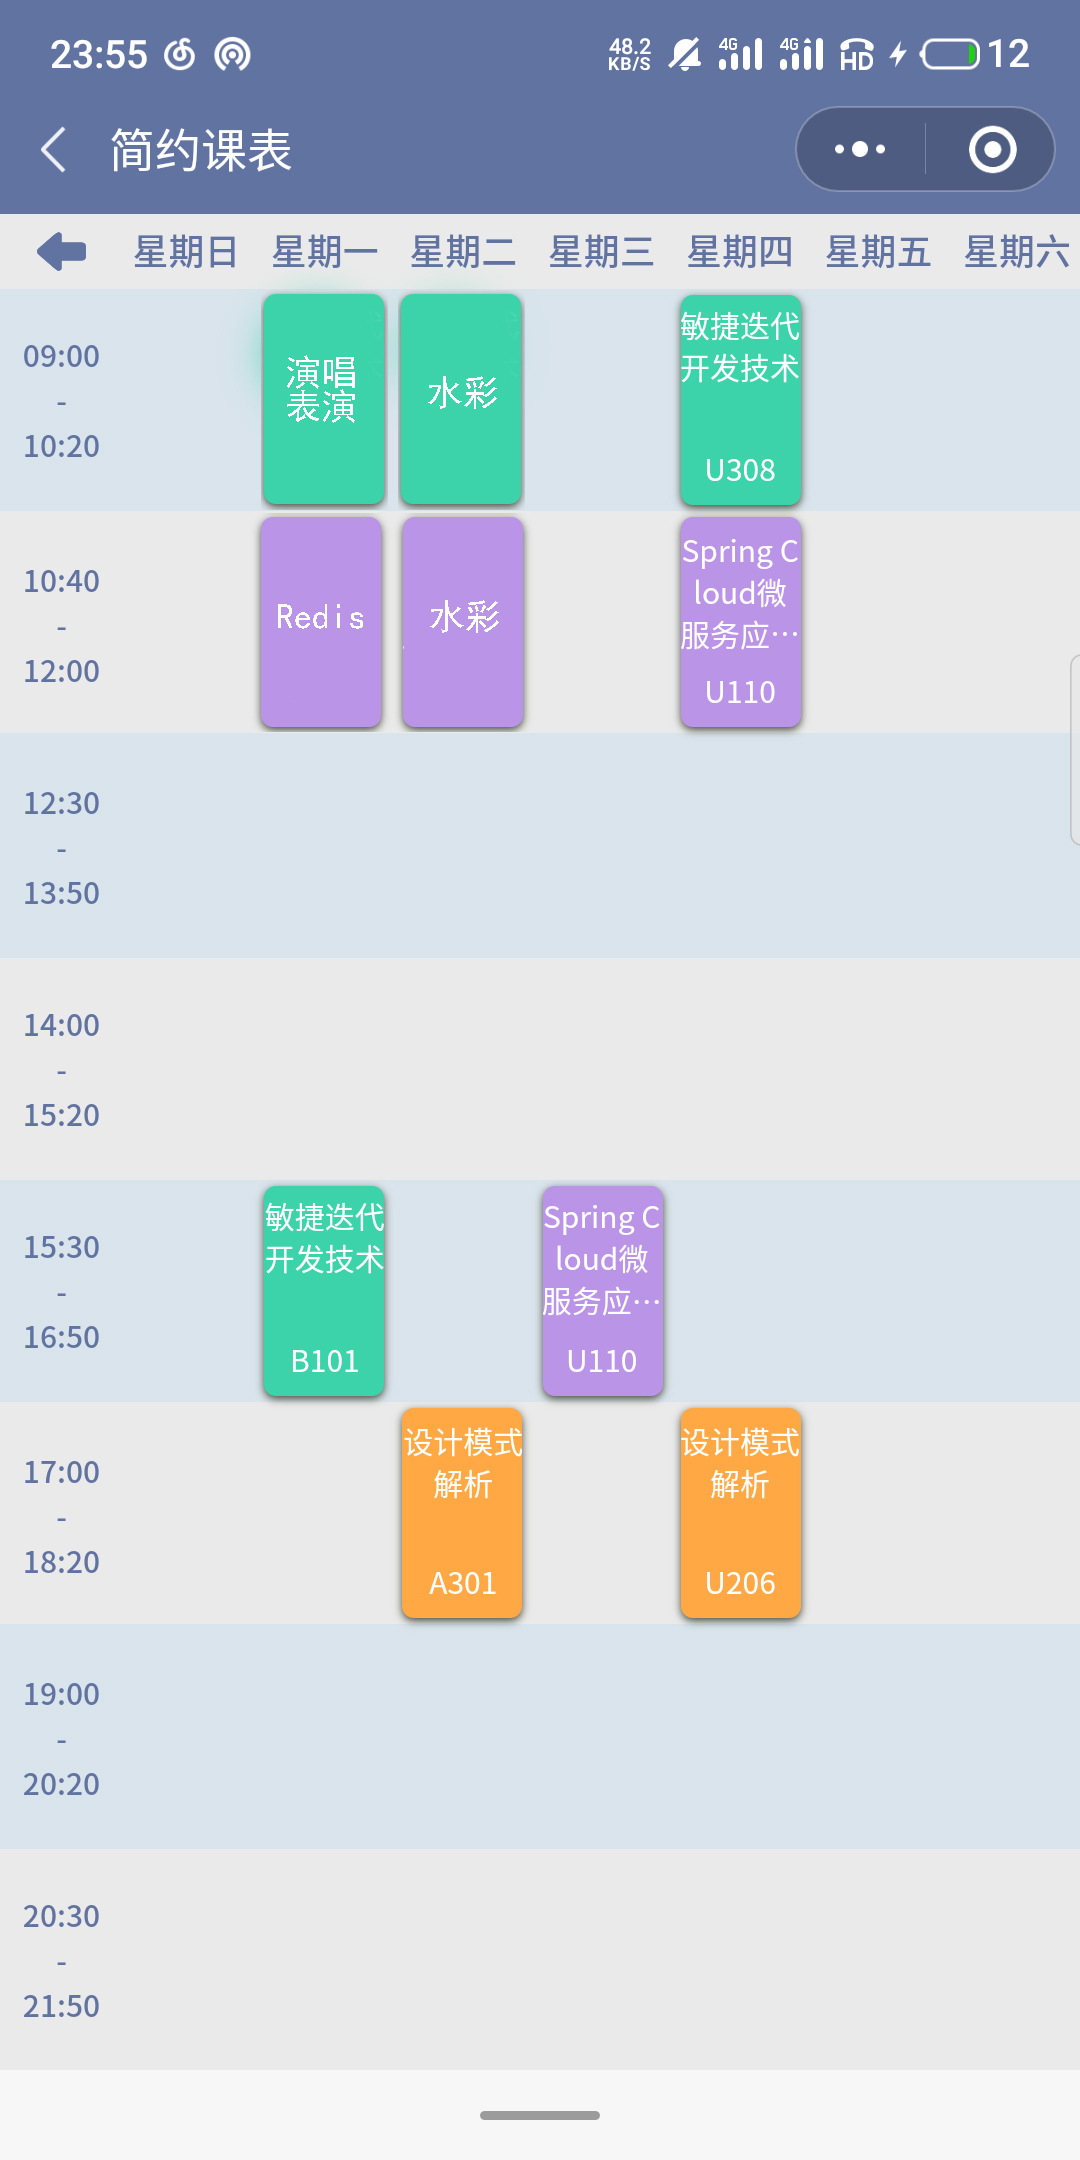 23:55
48.2
KB/S
4G
4G
HD
12
简约课表
星期日 星期一 星期二 星期三 星期四 星期五 星期六
09:00
-
10:20
演唱
表演
水彩
敏捷迭代
开发技术
U308
10:40
-
12:00
Redis
水彩
Spring C
loud微
服务应…
U110
12:30
-
13:50
14:00
-
15:20
15:30
-
16:50
敏捷迭代
开发技术
B101
Spring C
loud微
服务应…
U110
17:00
-
18:20
设计模式
解析
A301
设计模式
解析
U206
19:00
-
20:20
20:30
-
21:50